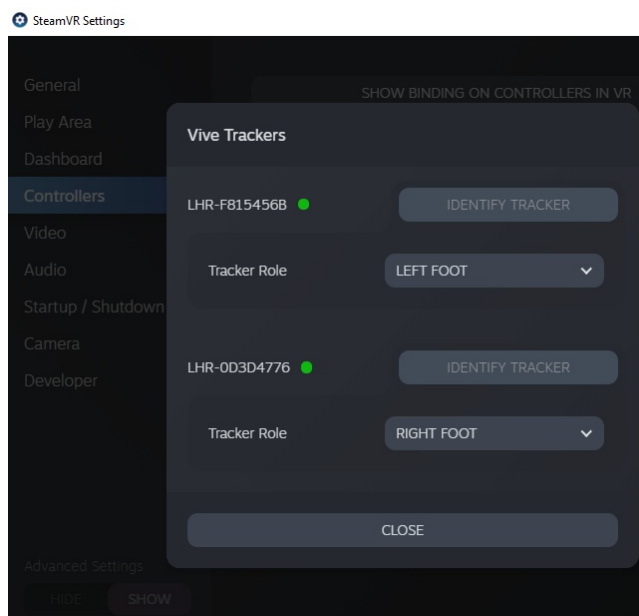 SteamVR Settings
General
SHOW BINDING ON CONTROLLERS IN VR
Play Area
Vive Trackers
Dashboard
Controllers
LHR-F815456B
IDENTIFY TRACKER
Video
Audio
Tracker Role
LEFT FOOT
Startup / Shutdown
Camera
LHR-0D3D4776
IDENTIFY TRACKER
Developer
Tracker Role
RIGHT FOOT
CLOSE
Advanced Settings
HIDE
SHOW